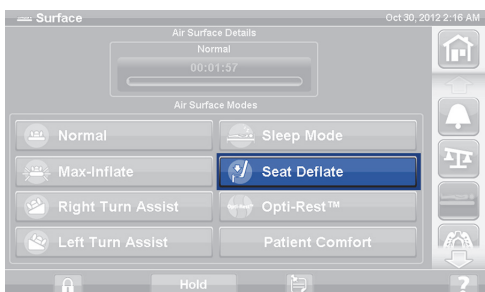 Surface Oct 30, 2012 2:16 AM
Air Surface Details
Normal
00:01:57
Air Surface Modes
Normal Sleep Mode
Max-Inflate Seat Deflate
Right Turn Assist Opti-Rest™
Left Turn Assist Patient Comfort
Hold ?